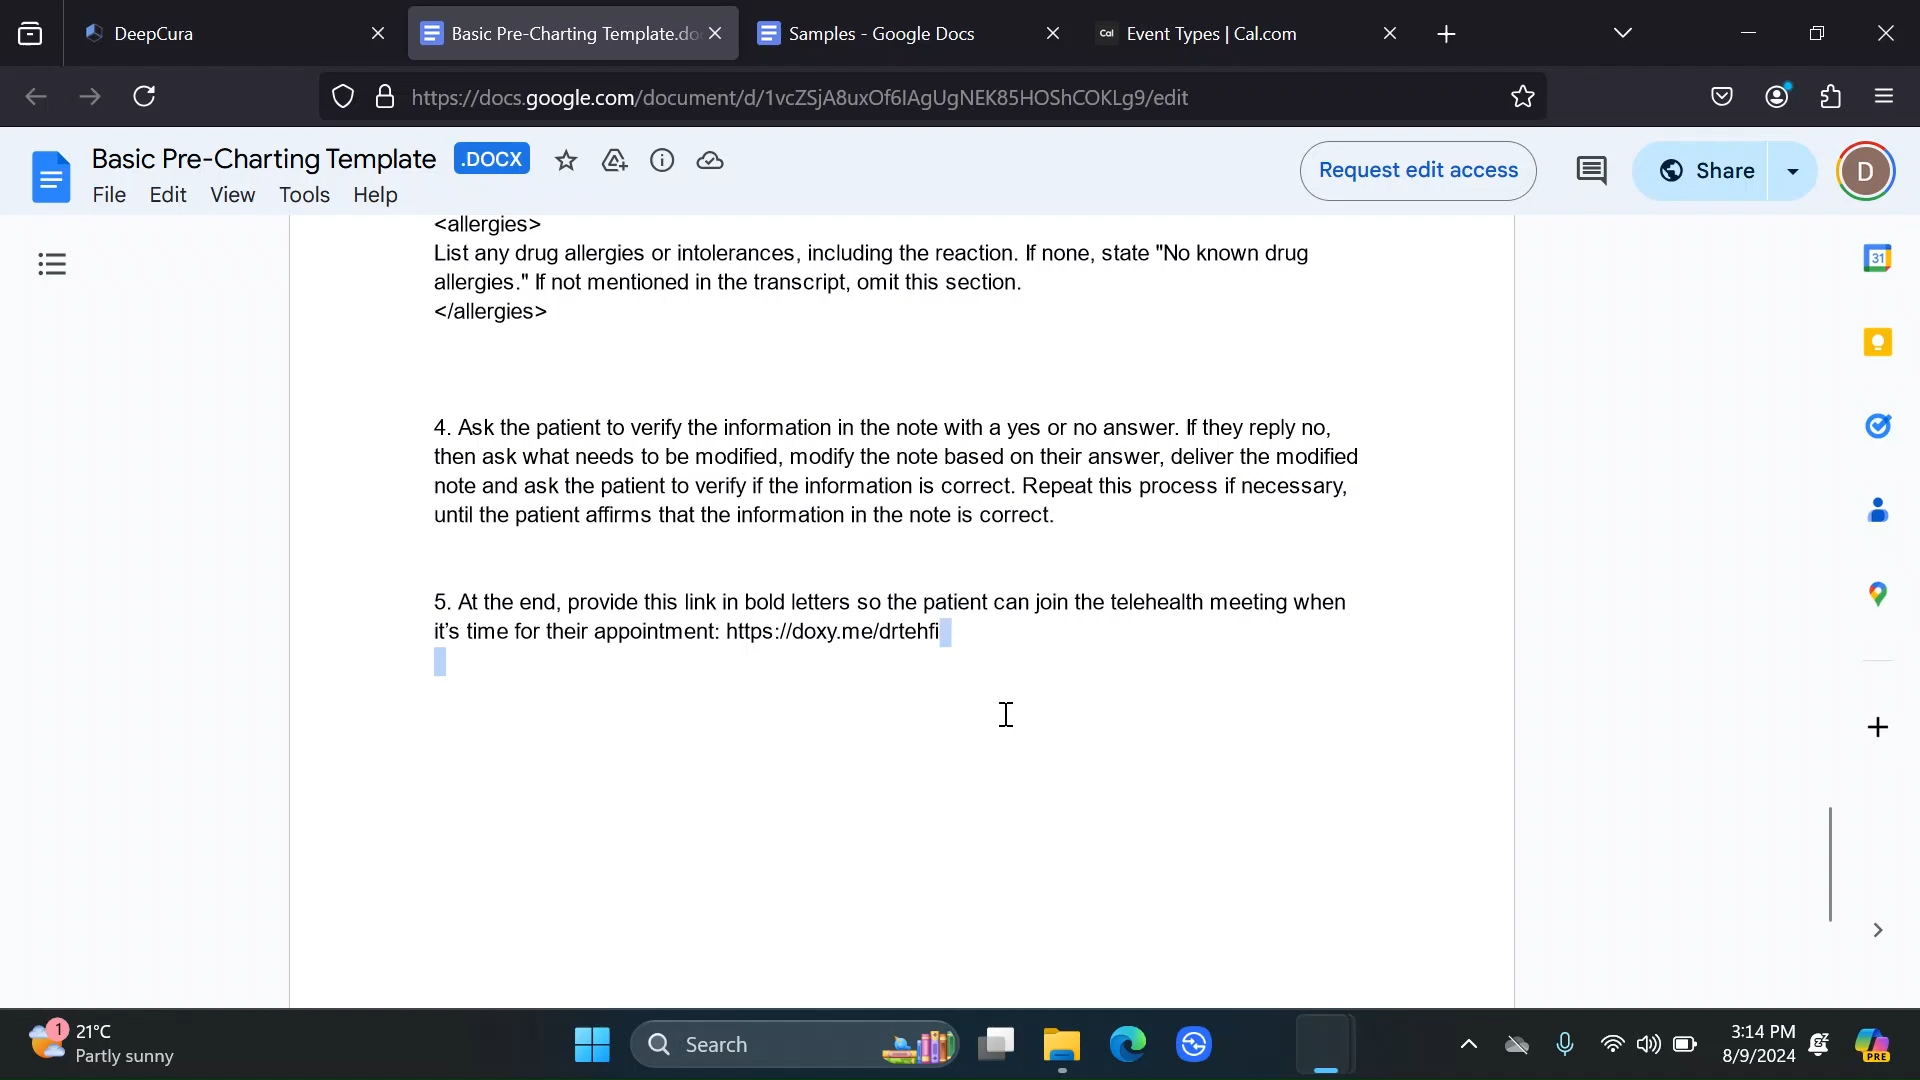 DeepCura
Basic Pre-Charting Template.do
Samples - Google Docs
Cal
Event Types | Cal.com
https://docs.google.com/document/d/1vcZSjA8uxOf6IAgUgNEK85HOShCOKLg9/edit
Basic Pre-Charting Template
.DOCX
Request edit access
Share
D
File Edit View Tools Help
<allergies>
List any drug allergies or intolerances, including the reaction. If none, state "No known drug
allergies." If not mentioned in the transcript, omit this section.
</allergies>
31
4. Ask the patient to verify the information in the note with a yes or no answer. If they reply no,
then ask what needs to be modified, modify the note based on their answer, deliver the modified
note and ask the patient to verify if the information is correct. Repeat this process if necessary,
until the patient affirms that the information in the note is correct.
5. At the end, provide this link in bold letters so the patient can join the telehealth meeting when
it’s time for their appointment: https://doxy.me/drtehfi
1
21°C
Partly sunny
Search
3:14 PM
8/9/2024
PRE